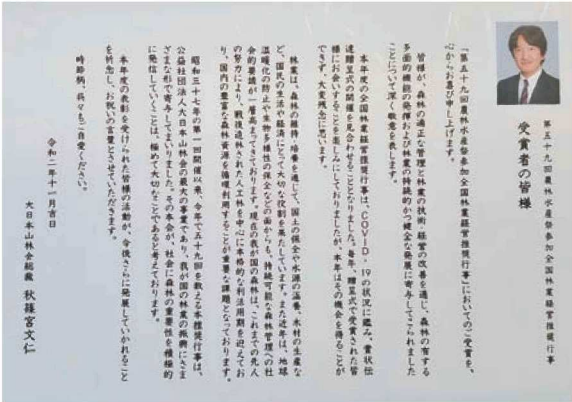 第五十九回農林水産祭参加全国林業経営推奨行事
受賞者の皆様
「第五十九回農林水産祭参加全国林業経営推奨行事」においてのご受賞を、
心からお喜び申し上げます。
皆様が、森林の適正な管理と林業の技術・経営の改善を通じ、森林の有する
多面的機能の発揮および林業の持続的かつ健全な発展に寄与してこられました
ことについて深く敬意を表します。
本年度の全国林業経営推奨行事は、COVID-19の状況に鑑み、賞状伝
達贈呈式の開催を見合わせることとなりました。毎年、贈呈式で受賞された皆
様にお会いすることを楽しみにしておりましたが、本年はその機会を得ることが
できず、大変残念に思います。
林業は、森林の維持・培養を通じて、国土の保全や水源の涵養、木材の生産な
ど、国民の生活や経済にとって大切な役割を果たしています。また近年は、地球
温暖化の防止や生物多様性の保全などの面からも、持続可能な森林管理への社
会的要請が一層高まってきております。現在の我が国の森林は、これまでの先人
の努力により、戦後造林された人工林を中心に本格的な利活用期を迎えてお
り、国内の豊富な森林資源を循環利用することが重要な課題となっております。
昭和三十七年の第一回開催以来、今年で五十九回を数える本推奨行事は、
公益社団法人大日本山林会の最大の事業であり、我が国の林業の振興にさま
ざまな形で寄与してまいりました。その本会が、社会に森林の重要性を積極的
に発信していくことは、極めて大切なことであると考えております。
本年度の表彰を受けられた皆様の活動が、今後さらに発展していかれること
を祈念し、お祝いの言葉とさせていただきます。
時節柄、呉々もご自愛ください。
令和二年十一月吉日
大日本山林会総裁 秋篠宮文仁